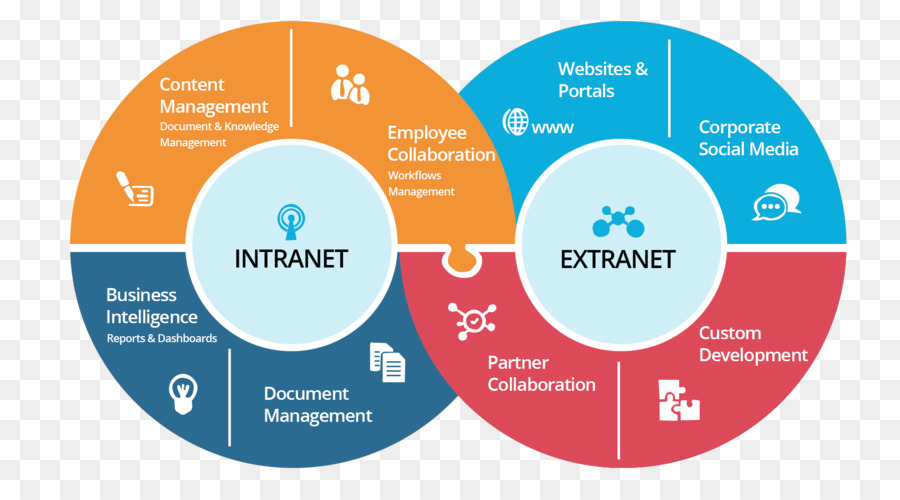 Content
Management
Document & Knowledge
Management
Employee
Collaboration
Workflows
Management
INTRANET
Business
Intelligence
Reports & Dashboards
Document
Management
Websites &
Portals
www
Corporate
Social Media
EXTRANET
Partner
Collaboration
Custom
Development